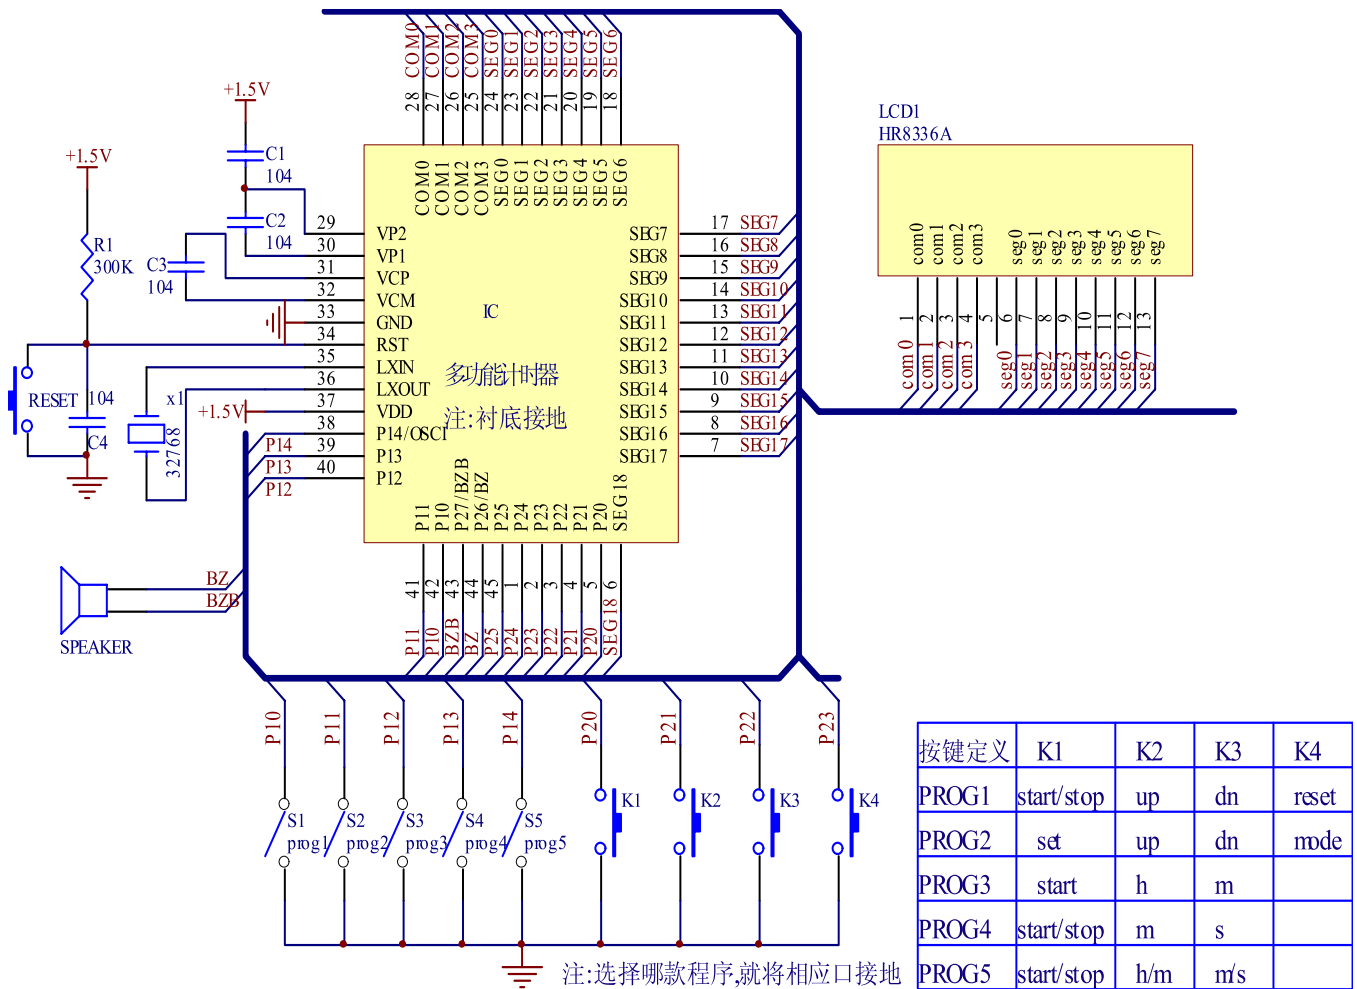 COM0
COM1
COM2
COM3
SEG0
SEG1
SEG2
SEG3
SEG4
SEG5
SEG6
28
27
26
25
24
23
22
21
20
19
18
COM0
COM1
COM2
COM3
SEG0
SEG1
SEG2
SEG3
SEG4
SEG5
SEG6
+1.5V
C1
104
C2
104
+1.5V
R1
300K
C3
104
29 VP2
30 VP1
31 VCP
32 VCM
33 GND
34 RST
35 LXIN
36 LXOUT
37 VDD
38 P14/OSCI
39 P13
40 P12
+1.5V
P14
P13
P12
IC
多功能计时器
注:衬底接地
SEG7 17 SEG7
SEG8 16 SEG8
SEG9 15 SEG9
SEG10 14 SEG10
SEG11 13 SEG11
SEG12 12 SEG12
SEG13 11 SEG13
SEG14 10 SEG14
SEG15 9 SEG15
SEG16 8 SEG16
SEG17 7 SEG17
RESET
104
C4
x1
32768
LCD1
HR8336A
com0
com1
com2
com3
seg0
seg1
seg2
seg3
seg4
seg5
seg6
seg7
1
2
3
4
5
6
7
8
9
10
11
12
13
com 0
com 1
com 2
com 3
seg0
seg1
seg2
seg3
seg4
seg5
seg6
seg7
P11
P10
P27/BZB
P26/BZ
P25
P24
P23
P22
P21
P20
SEG18
41
42
43
44
45
1
2
3
4
5
6
P11
P10
BZB
BZ
P25
P24
P23
P22
P21
P20
SEG18
BZ
BZB
SPEAKER
P10
P11
P12
P13
P14
P20
P21
P22
P23
S1
prog1
S2
prog2
S3
prog3
S4
prog4
S5
prog5
K1
K2
K3
K4
注:选择哪款程序,就将相应口接地
按键定义 K1 K2 K3 K4
PROG1 start/stop up dn reset
PROG2 set up dn mode
PROG3 start h m
PROG4 start/stop m s
PROG5 start/stop h/m m/s